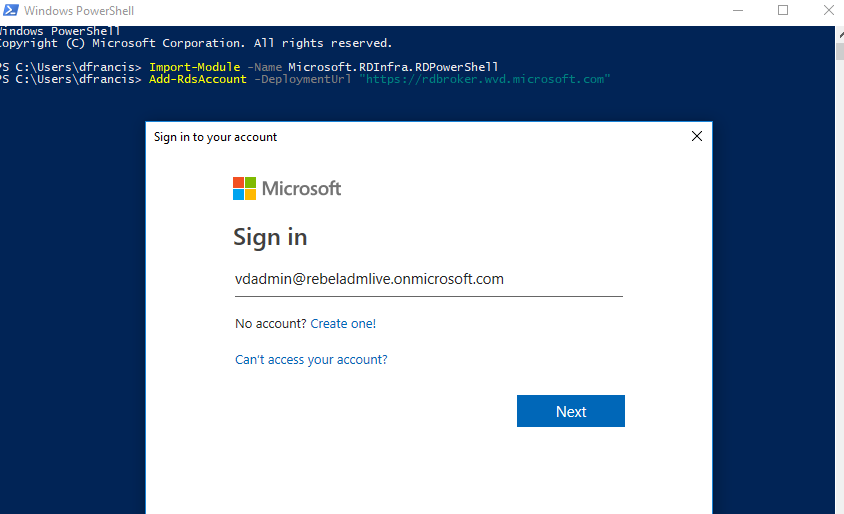 Windows PowerShell
indows PowerShell
Copyright (C) Microsoft Corporation. All rights reserved.
PS C:\Users\dfrancis> Import-Module -Name Microsoft.RDInfra.RDPowerShell
PS C:\Users\dfrancis> Add-RdsAccount -DeploymentUrl "https://rdbroker.wvd.microsoft.com"
Sign in to your account
Microsoft
Sign in
vdadmin@rebeladmlive.onmicrosoft.com
No account? Create one!
Can't access your account?
Next